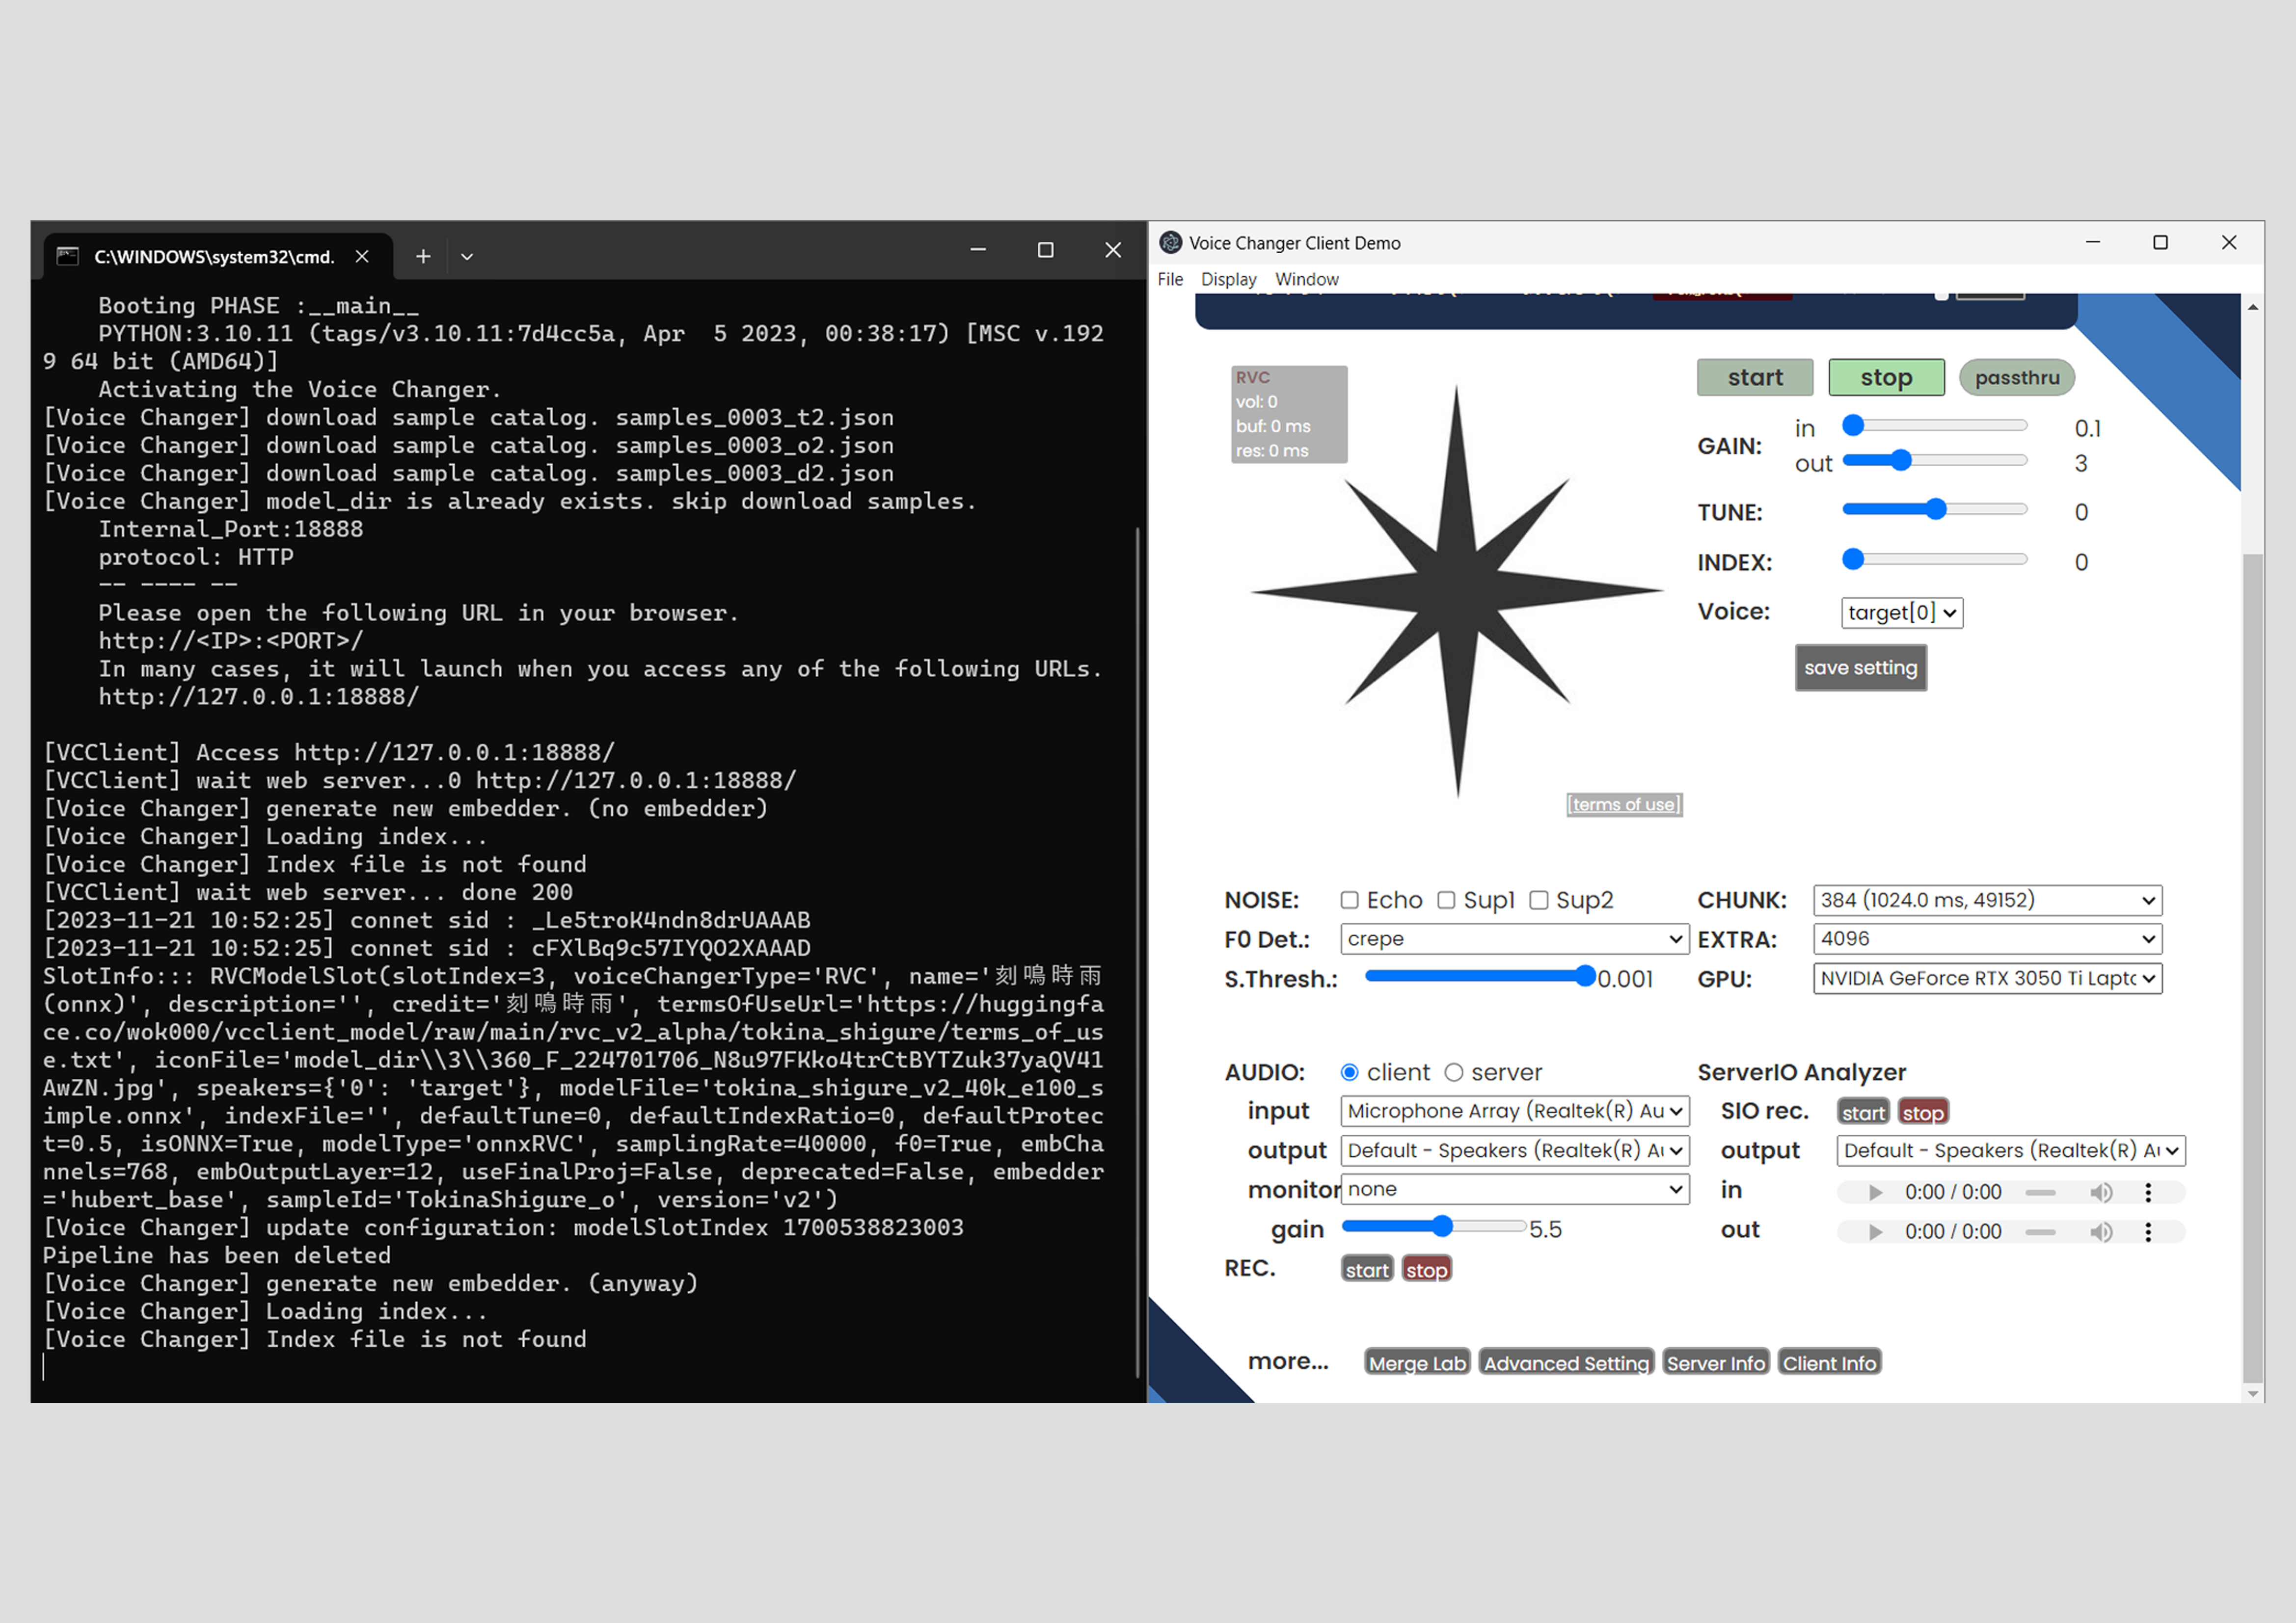 C:\WINDOWS\system32\cmd.
Booting PHASE :__main__
PYTHON:3.10.11 (tags/v3.10.11:7d4cc5a, Apr  5 2023, 00:38:17) [MSC v.192
9 64 bit (AMD64)]
Activating the Voice Changer.
[Voice Changer] download sample catalog. samples_0003_t2.json
[Voice Changer] download sample catalog. samples_0003_o2.json
[Voice Changer] download sample catalog. samples_0003_d2.json
[Voice Changer] model_dir is already exists. skip download samples.
Internal_Port:18888
protocol: HTTP
-- ---- --
Please open the following URL in your browser.
http://<IP>:<PORT>/
In many cases, it will launch when you access any of the following URLs.
http://127.0.0.1:18888/
[VCClient] Access http://127.0.0.1:18888/
[VCClient] wait web server...0 http://127.0.0.1:18888/
[Voice Changer] generate new embedder. (no embedder)
[Voice Changer] Loading index...
[Voice Changer] Index file is not found
[VCClient] wait web server... done 200
[2023-11-21 10:52:25] connet sid : _Le5troK4ndn8drUAAAB
[2023-11-21 10:52:25] connet sid : cFXlBq9c57IYQO2XAAAD
SlotInfo::: RVCModelSlot(slotIndex=3, voiceChangerType='RVC', name='刻鳴時雨
(onnx)', description='', credit='刻鳴時雨', termsOfUseUrl='https://huggingfa
ce.co/wok000/vcclient_model/raw/main/rvc_v2_alpha/tokina_shigure/terms_of_us
e.txt', iconFile='model_dir\\3\\360_F_224701706_N8u97FKko4trCtBYTZuk37yaQV41
AwZN.jpg', speakers={'0': 'target'}, modelFile='tokina_shigure_v2_40k_e100_s
imple.onnx', indexFile='', defaultTune=0, defaultIndexRatio=0, defaultProtec
t=0.5, isONNX=True, modelType='onnxRVC', samplingRate=40000, f0=True, embCha
nnels=768, embOutputLayer=12, useFinalProj=False, deprecated=False, embedder
='hubert_base', sampleId='TokinaShigure_o', version='v2')
[Voice Changer] update configuration: modelSlotIndex 1700538823003
Pipeline has been deleted
[Voice Changer] generate new embedder. (anyway)
[Voice Changer] Loading index...
[Voice Changer] Index file is not found
Voice Changer Client Demo
File Display Window
RVC
vol: 0
buf: 0 ms
res: 0 ms
[terms of use]
start stop passthru
GAIN: in 0.1
out 3
TUNE: 0
INDEX: 0
Voice: target[0]
save setting
NOISE: Echo Sup1 Sup2
F0 Det.: crepe
S.Thresh.: 0.001
CHUNK: 384 (1024.0 ms, 49152)
EXTRA: 4096
GPU: NVIDIA GeForce RTX 3050 Ti Lapt
AUDIO: client server
input Microphone Array (Realtek(R) Au
output Default - Speakers (Realtek(R) A
monitor none
gain 5.5
REC. start stop
ServerIO Analyzer
SIO rec. start stop
output Default - Speakers (Realtek(R) A
in 0:00 / 0:00
out 0:00 / 0:00
more... Merge Lab Advanced Setting Server Info Client Info